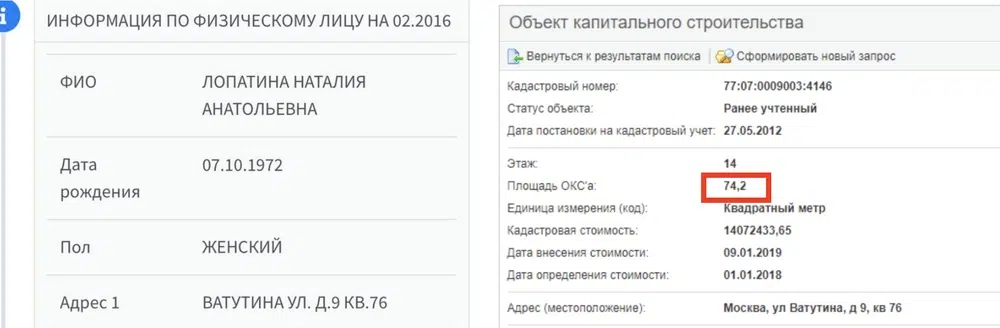 i
ИНФОРМАЦИЯ ПО ФИЗИЧЕСКОМУ ЛИЦУ НА 02.2016
ФИО ЛОПАТИНА НАТАЛИЯ
АНАТОЛЬЕВНА
Дата 07.10.1972
рождения
Пол ЖЕНСКИЙ
Адрес 1 ВАТУТИНА УЛ. Д.9 КВ.76
Объект капитального строительства
Вернуться к результатам поиска Сформировать новый запрос
Кадастровый номер: 77:07:0009003:4146
Статус объекта: Ранее учтенный
Дата постановки на кадастровый учет: 27.05.2012
Этаж: 14
Площадь ОКС'а: 74,2
Единица измерения (код): Квадратный метр
Кадастровая стоимость: 14072433,65
Дата внесения стоимости: 09.01.2019
Дата определения стоимости: 01.01.2018
Адрес (местоположение): Москва, ул Ватутина, д 9, кв 76